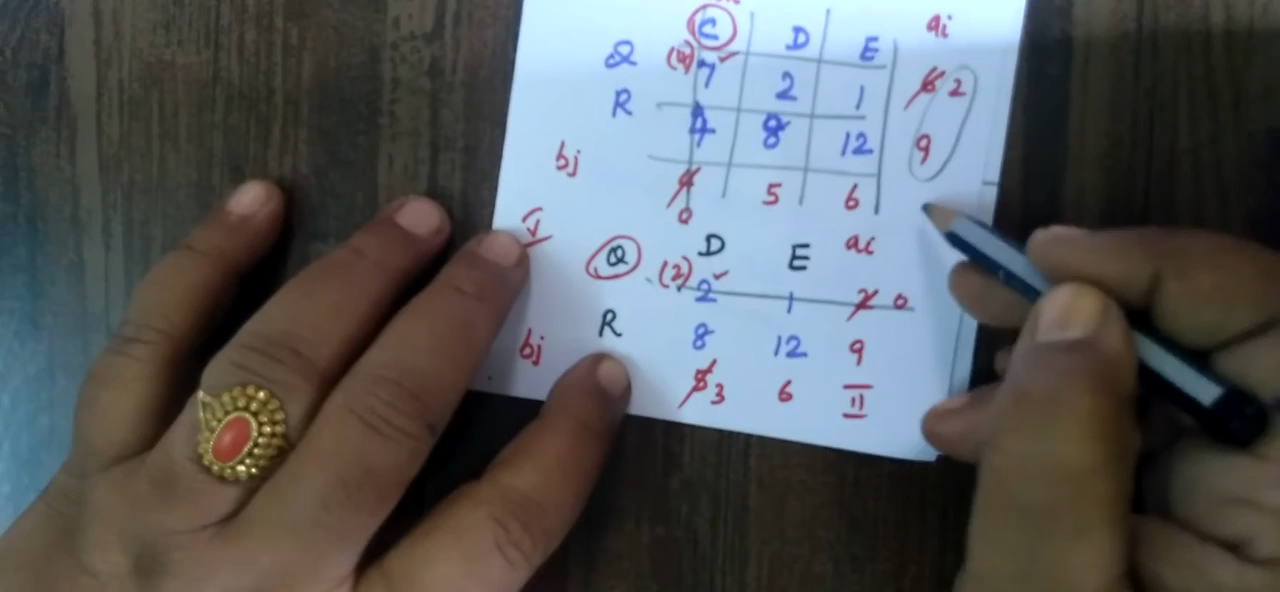 C D E ai
Q (4) 7 ✓ 2 1 6 2
R 4 8 12 9
bj 4 5 6
0
I
D E ai
Q (2) 2 ✓ 1 2 0
R 8 12 9
bj 5 3 6 II